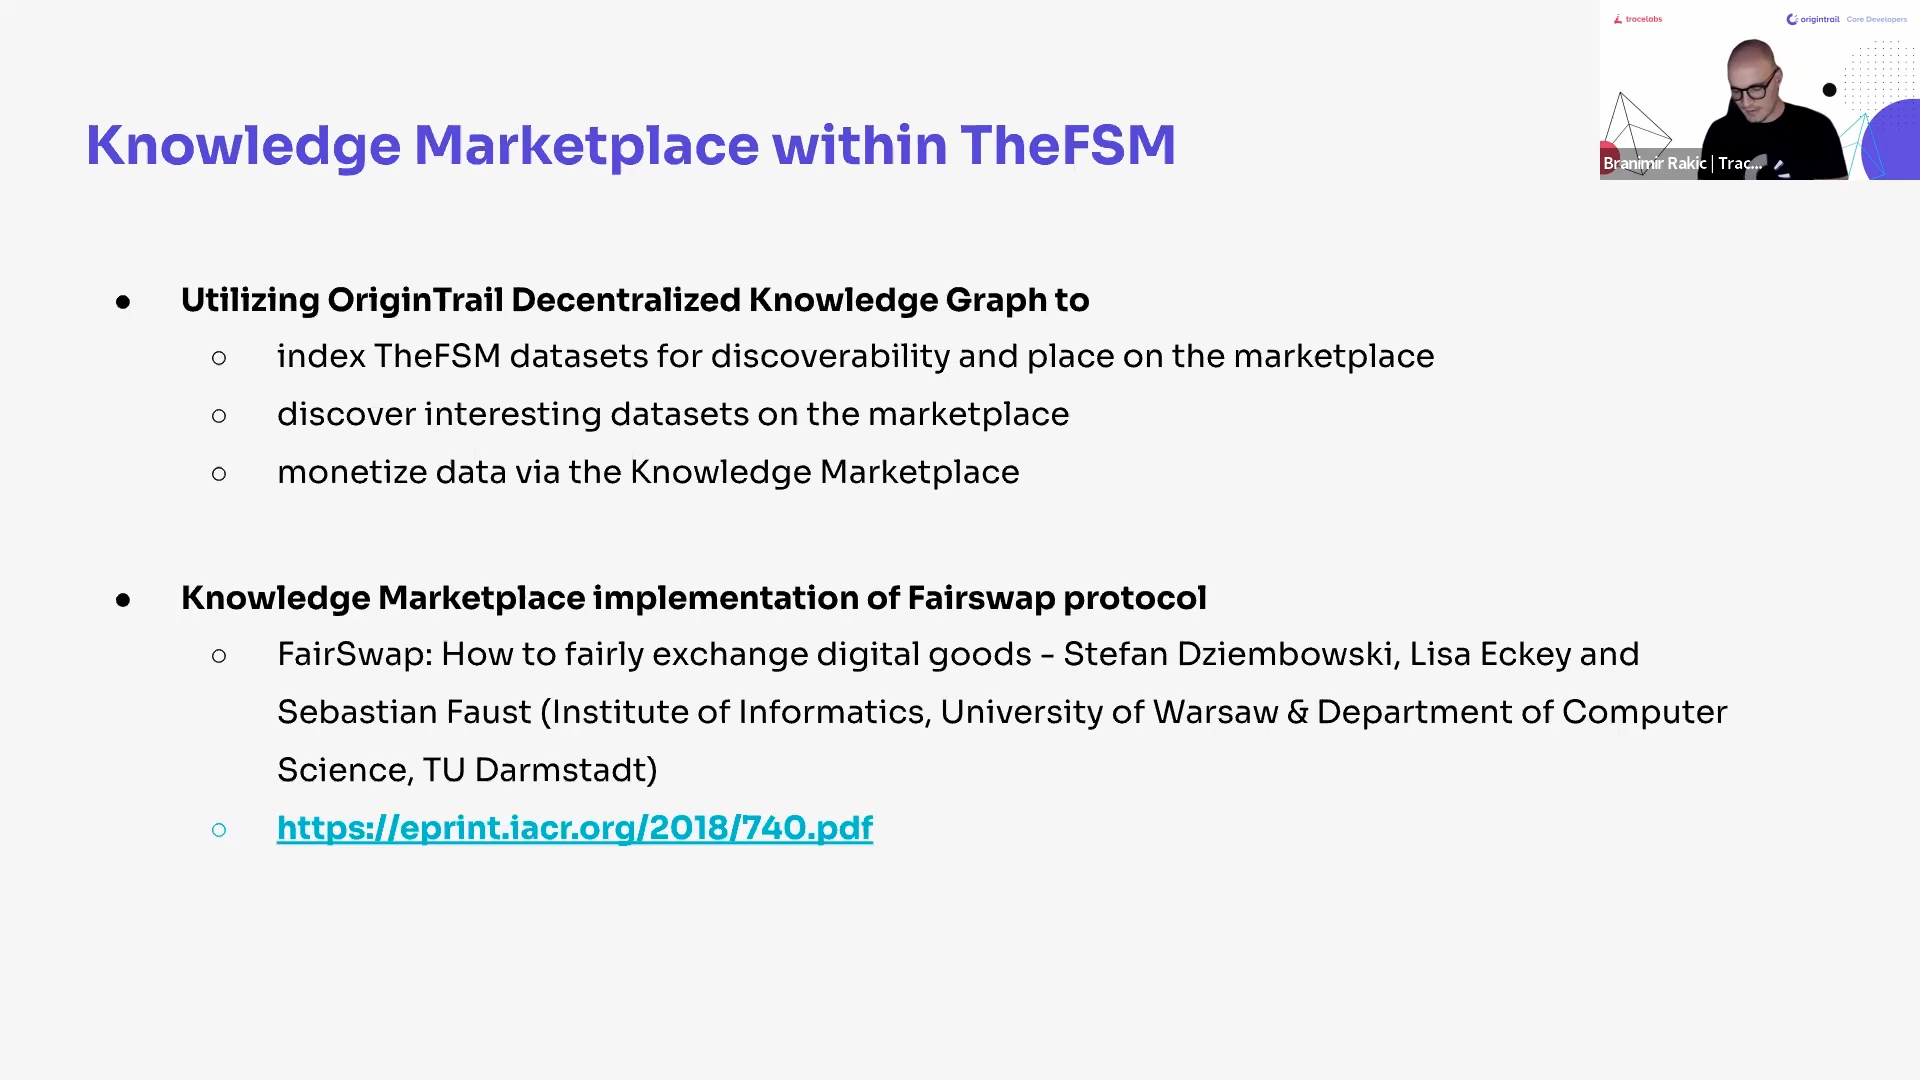 tracelabs
origintrail Core Developers
Branimir Rakic | Trac...
Knowledge Marketplace within TheFSM
● Utilizing OriginTrail Decentralized Knowledge Graph to
○ index TheFSM datasets for discoverability and place on the marketplace
○ discover interesting datasets on the marketplace
○ monetize data via the Knowledge Marketplace
● Knowledge Marketplace implementation of Fairswap protocol
○ FairSwap: How to fairly exchange digital goods - Stefan Dziembowski, Lisa Eckey and
Sebastian Faust (Institute of Informatics, University of Warsaw & Department of Computer
Science, TU Darmstadt)
○ https://eprint.iacr.org/2018/740.pdf